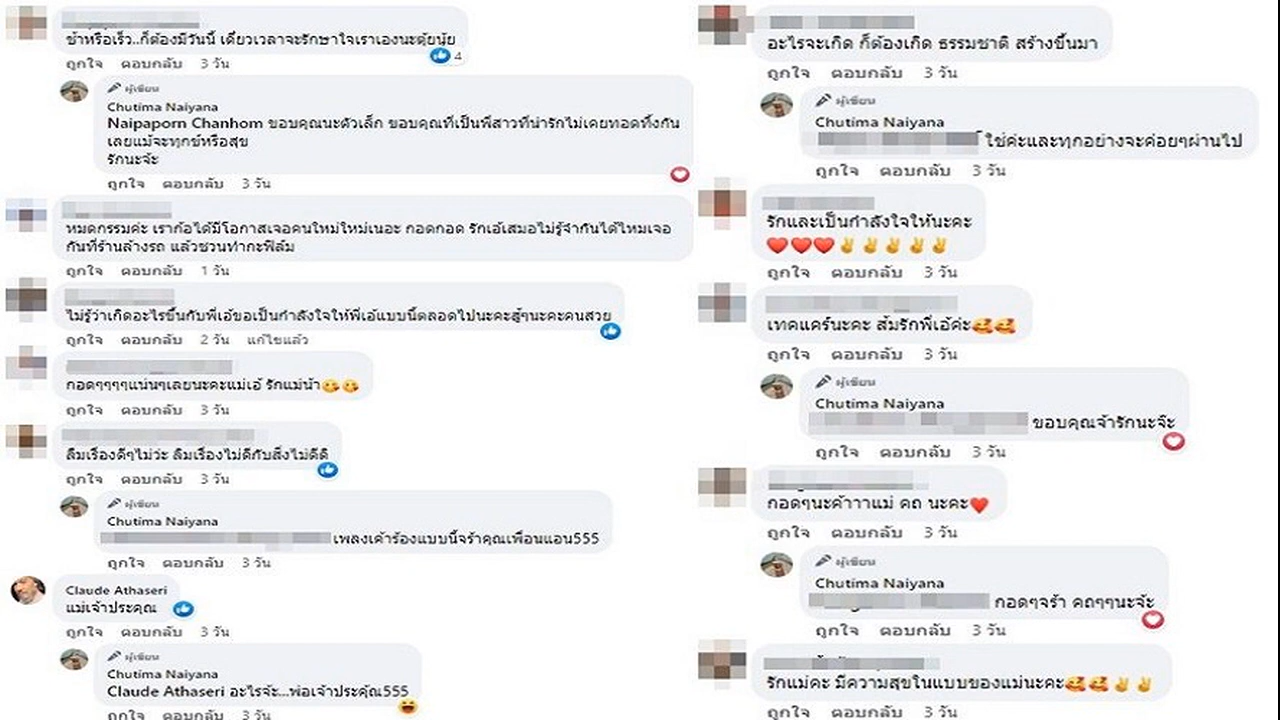 ช้าหรือเร็ว..ก็ต้องมีวันนี้ เดี๋ยวเวลาจะรักษาใจเราเองนะตุ้ยนุ้ย
4
ถูกใจ ตอบกลับ 3 วัน
ผู้เขียน
Chutima Naiyana
Naipaporn Chanhom ขอบคุณนะตัวเล็ก ขอบคุณที่เป็นพี่สาวที่น่ารักไม่เคยทอดทิ้งกัน
เลยแม้จะทุกข์หรือสุข
รักนะจ้ะ
ถูกใจ ตอบกลับ 3 วัน
หมดกรรมค่ะ เราก้อได้มีโอกาสเจอคนใหม่ใหม่เนอะ กอดกอด รักเอ้เสมอไม่รู้จำกันได้ไหมเจอ
กันที่ร้านล้างรถ แล้วชวนทำกะฟิล์ม
ถูกใจ ตอบกลับ 1 วัน
ไม่รู้ว่าเกิดอะไรขึ้นกับพี่เอ้ขอเป็นกำลังใจให้พี่เอ้แบบนี้ตลอดไปนะคะสู้ๆนะคะคนสวย
ถูกใจ ตอบกลับ 2 วัน แก้ไขแล้ว
กอดๆๆๆๆแน่นๆเลยนะคะแม่เอ้ รักแม่น้า😘😘
ถูกใจ ตอบกลับ 3 วัน
ลืมเรื่องดีๆไม่ว่ะ ลืมเรื่องไม่ดีกับสิ่งไม่ดีดิ
ถูกใจ ตอบกลับ 3 วัน
ผู้เขียน
Chutima Naiyana
เพลงเค้าร้องแบบนี้จร้าคุณเพื่อนแอน555
ถูกใจ ตอบกลับ 3 วัน
Claude Athaseri
แม่เจ้าประคุณ
ถูกใจ ตอบกลับ 3 วัน
ผู้เขียน
Chutima Naiyana
Claude Athaseri อะไรจ๊ะ...พ่อเจ้าประคุ้ณ555
ถูกใจ ตอบกลับ 3 วัน
อะไรจะเกิด ก็ต้องเกิด ธรรมชาติ สร้างขึ้นมา
ถูกใจ ตอบกลับ 3 วัน
ผู้เขียน
Chutima Naiyana
ใช่ค่ะและทุกอย่างจะค่อยๆผ่านไป
ถูกใจ ตอบกลับ 3 วัน
รักและเป็นกำลังใจให้นะคะ
❤️❤️❤️✌️✌️✌️✌️✌️
ถูกใจ ตอบกลับ 3 วัน
เทคแคร์นะคะ ส้มรักพี่เอ้ค่ะ🥰🥰
ถูกใจ ตอบกลับ 3 วัน
ผู้เขียน
Chutima Naiyana
ขอบคุณจ้ารักนะจ๊ะ
ถูกใจ ตอบกลับ 3 วัน
กอดๆนะค้าาาแม่ คถ นะคะ❤️
ถูกใจ ตอบกลับ 3 วัน
ผู้เขียน
Chutima Naiyana
กอดๆจร้า คถๆๆนะจ้ะ
ถูกใจ ตอบกลับ 3 วัน
รักแม่คะ มีความสุขในแบบของแม่นะคะ🥰🥰✌️✌️
ถูกใจ ตอบกลับ 3 วัน